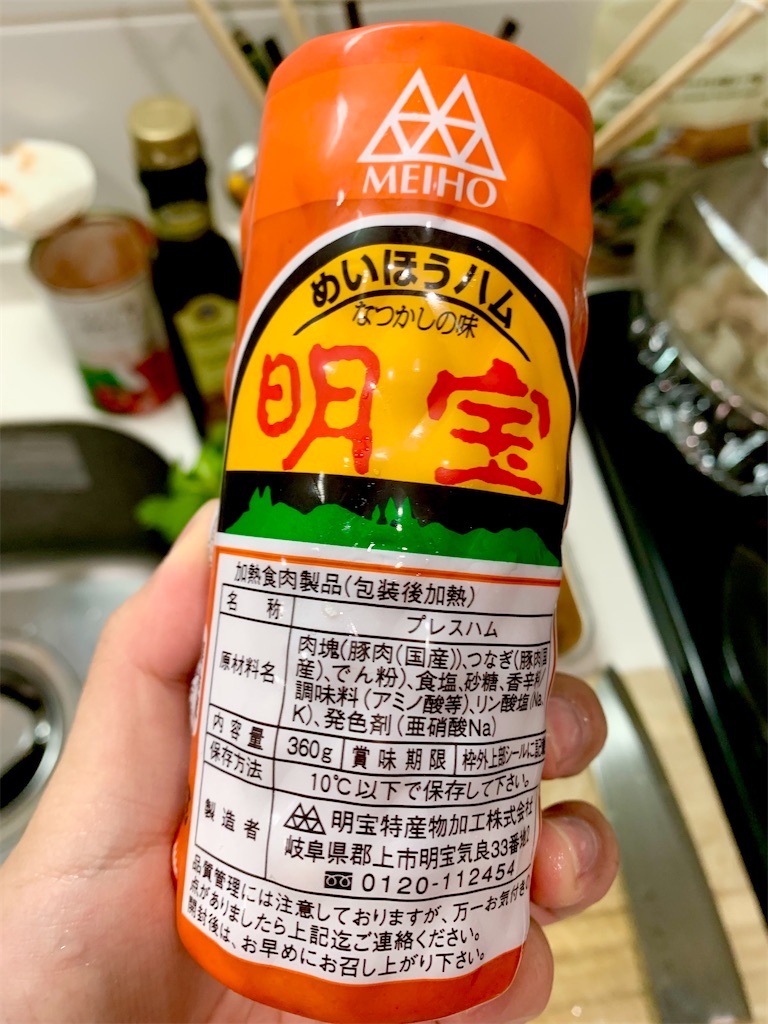 MEIHO
めいほうハム
なつかしの味
明宝
加熱食肉製品(包装後加熱)
名称 プレスハム
原材料名 肉塊(豚肉(国産))、つなぎ(豚肉(国
産)、でん粉)、食塩、砂糖、香辛料/
調味料(アミノ酸等)、リン酸塩(Na、
K)、発色剤(亜硝酸Na)
内容量 360g 賞味期限 枠外上部シールに記載
保存方法 10℃以下で保存して下さい。
製造者 明宝特産物加工株式会社
岐阜県郡上市明宝気良33番地2
0120-112454
品質管理には注意しておりますが、万一お気付きの
点がありましたら上記迄ご連絡ください。
開封後は、お早めにお召し上がり下さい。